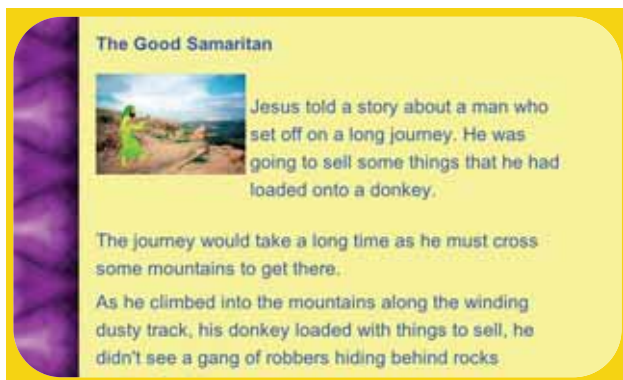 The Good Samaritan
Jesus told a story about a man who
set off on a long journey. He was
going to sell some things that he had
loaded onto a donkey.
The journey would take a long time as he must cross
some mountains to get there.
As he climbed into the mountains along the winding
dusty track, his donkey loaded with things to sell, he
didn't see a gang of robbers hiding behind rocks